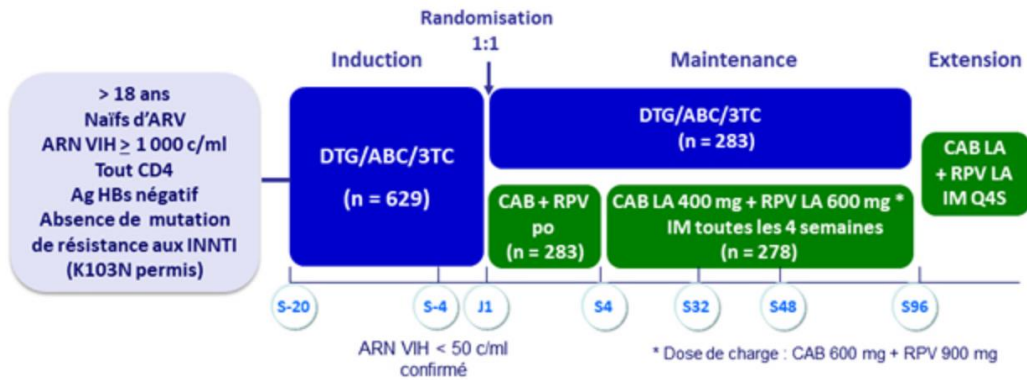 Randomisation
1:1
Induction
Maintenance
Extension
> 18 ans
Naïfs d'ARV
ARN VIH ≥ 1 000 c/ml
Tout CD4
Ag HBs négatif
Absence de mutation
de résistance aux INNTI
(K103N permis)
DTG/ABC/3TC
(n = 629)
DTG/ABC/3TC
(n = 283)
CAB + RPV
po
(n = 283)
CAB LA 400 mg + RPV LA 600 mg *
IM toutes les 4 semaines
(n = 278)
CAB LA
+ RPV LA
IM Q4S
S-20
S-4
J1
S4
S32
S48
S96
ARN VIH < 50 c/ml
confirmé
* Dose de charge : CAB 600 mg + RPV 900 mg